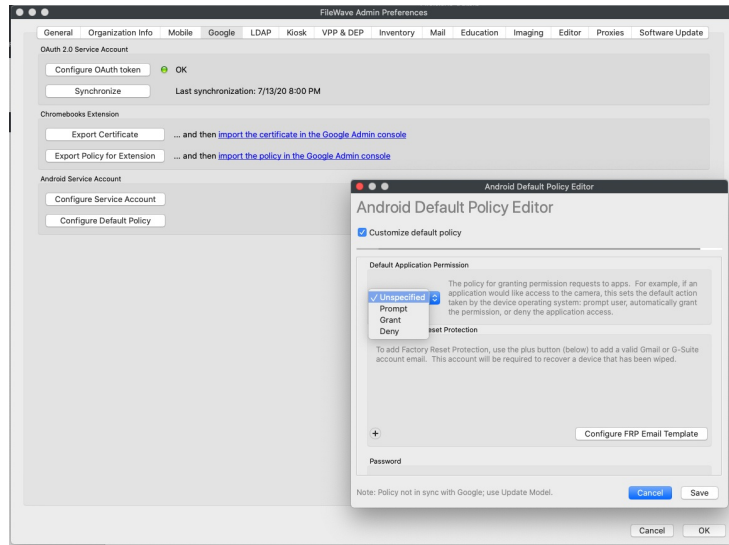 FileWave Admin Preferences
General Organization Info Mobile Google LDAP Kiosk VPP & DEP Inventory Mail Education Imaging Editor Proxies Software Update
OAuth 2.0 Service Account
Configure OAuth token OK
Synchronize Last synchronization: 7/13/20 8:00 PM
Chromebooks Extension
Export Certificate ... and then import the certificate in the Google Admin console
Export Policy for Extension ... and then import the policy in the Google Admin console
Android Service Account
Configure Service Account
Configure Default Policy
Android Default Policy Editor
Android Default Policy Editor
Customize default policy
Default Application Permission
The policy for granting permission requests to apps. For example, if an
application would like access to the camera, this sets the default action
taken by the device operating system: prompt user, automatically grant
the permission, or deny the application access.
✓ Unspecified
Prompt
Grant
Deny
eset Protection
To add Factory Reset Protection, use the plus button (below) to add a valid Gmail or G-Suite
account email. This account will be required to recover a device that has been wiped.
+
Configure FRP Email Template
Password
Note: Policy not in sync with Google; use Update Model.
Cancel Save
Cancel OK